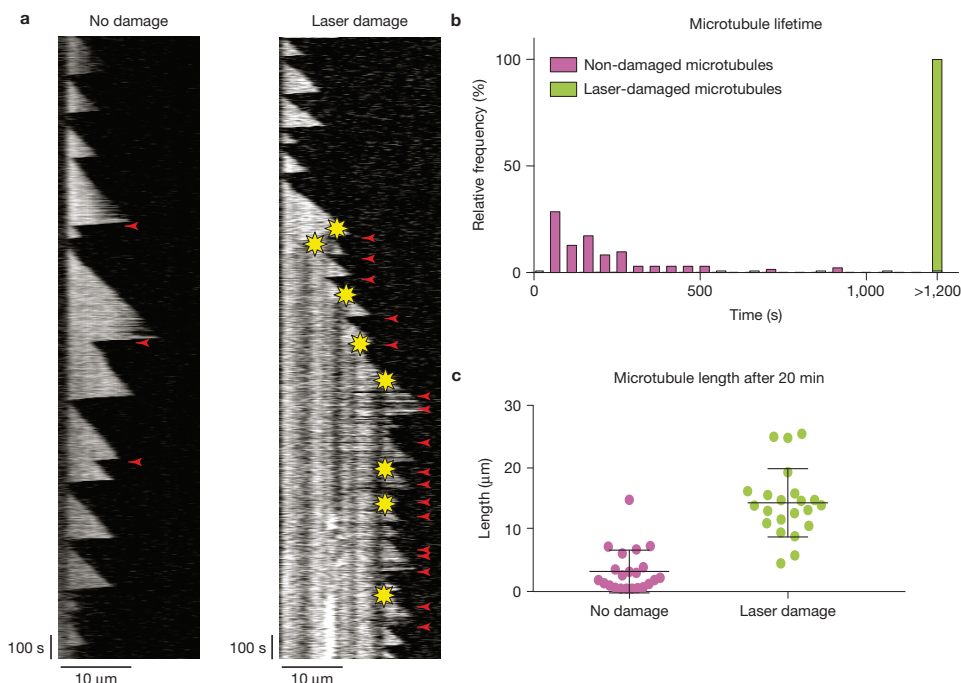 a
No damage
Laser damage
100 s
10 µm
100 s
10 µm
b
Microtubule lifetime
Relative frequency (%)
100
50
0
Non-damaged microtubules
Laser-damaged microtubules
0
500
1,000
>1,200
Time (s)
c
Microtubule length after 20 min
Length (µm)
30
20
10
0
No damage
Laser damage